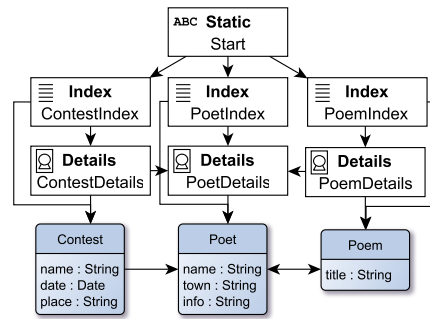 ABC Static
Start
Index
ContestIndex
Index
PoetIndex
Index
PoemIndex
Details
ContestDetails
Details
PoetDetails
Details
PoemDetails
Contest
name : String
date : Date
place : String
Poet
name : String
town : String
info : String
Poem
title : String